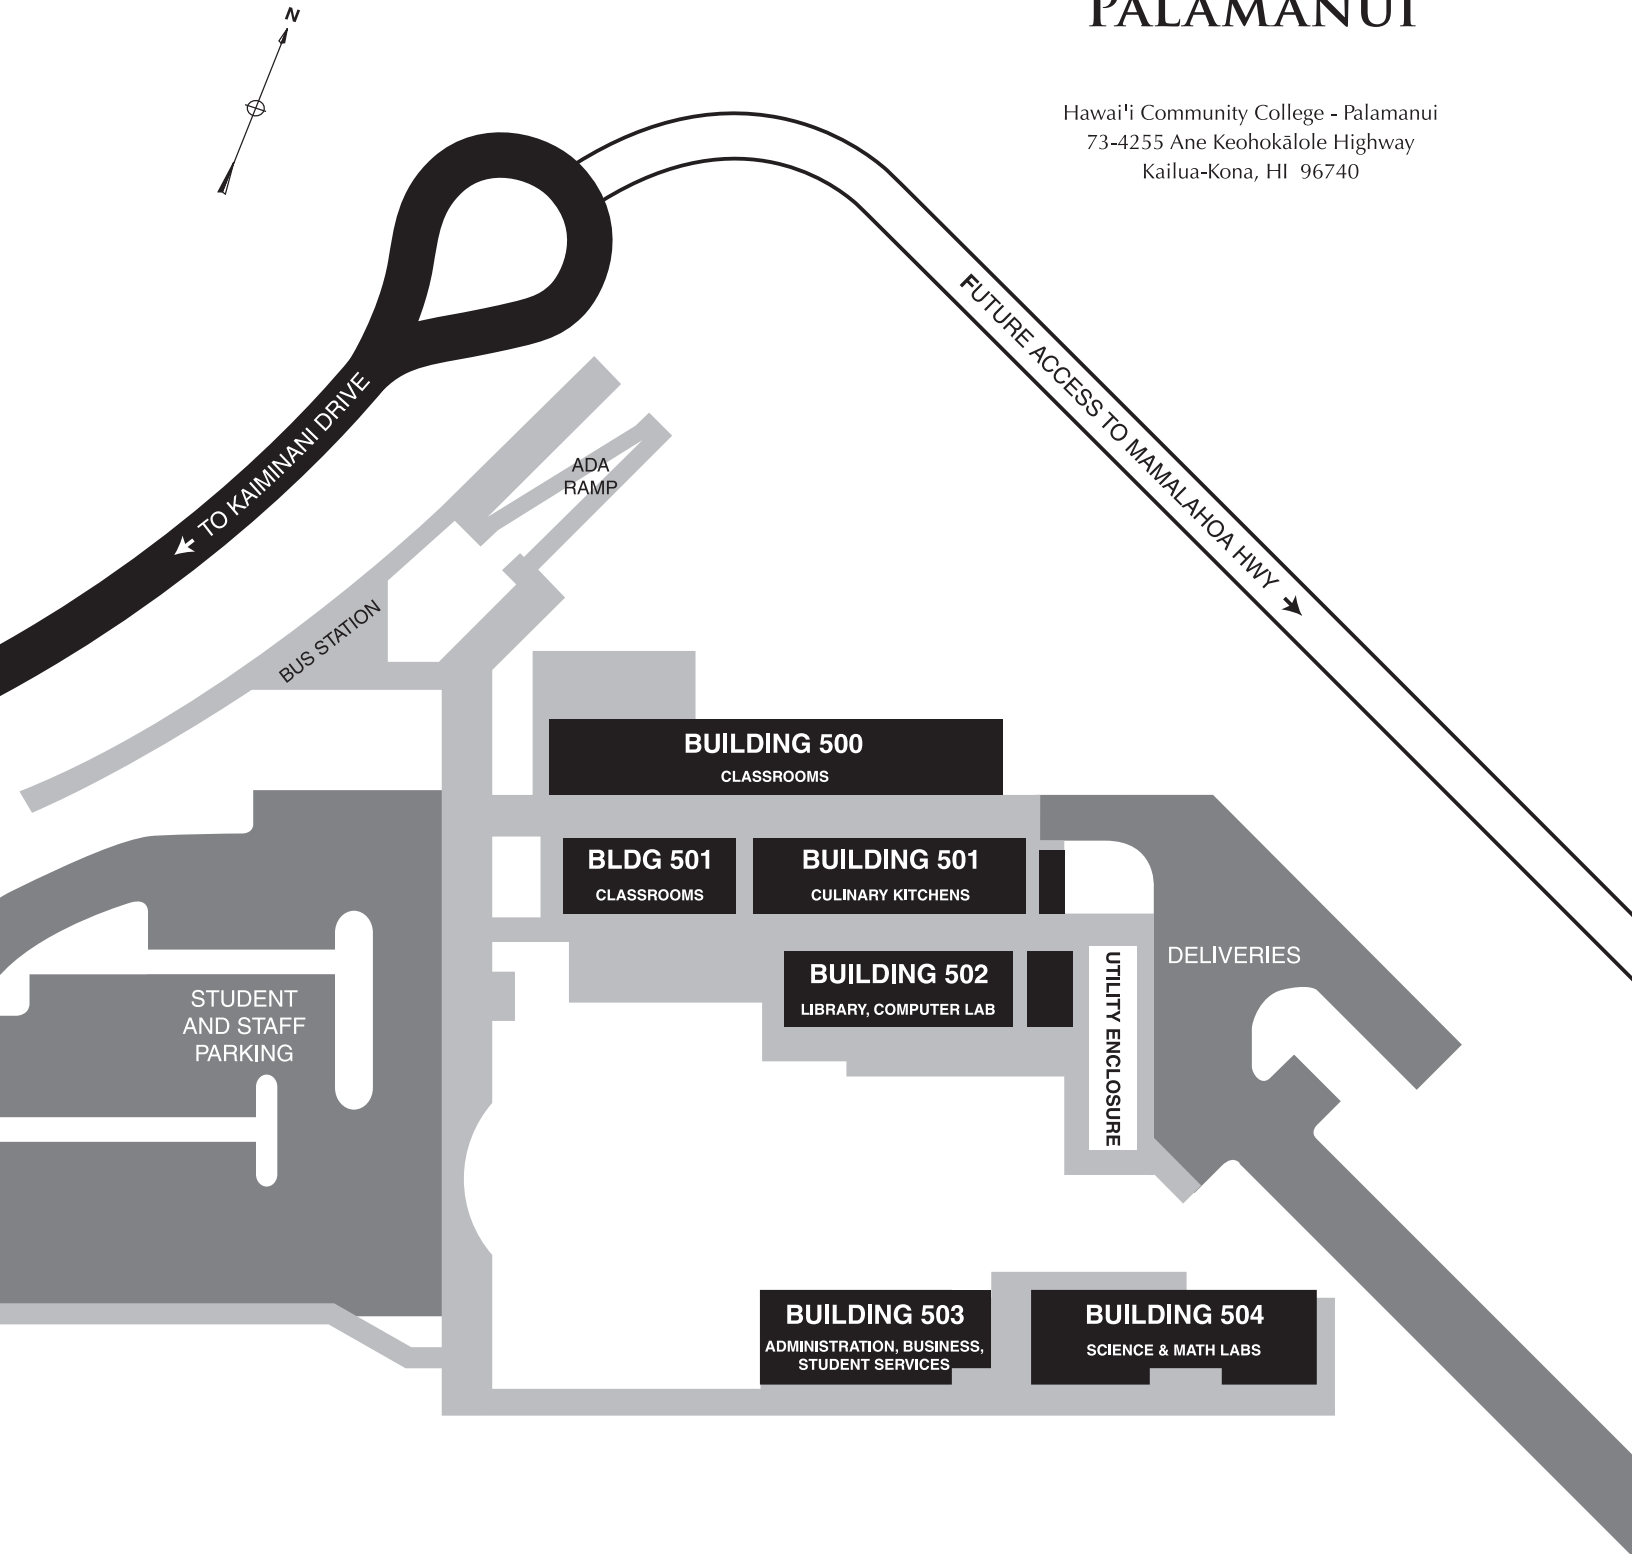 N
PALAMANUI
Hawai'i Community College - Palamanui
73-4255 Ane Keohokālole Highway
Kailua-Kona, HI 96740
FUTURE ACCESS TO MAMALAHOA HWY
TO KAIMINANI DRIVE
ADA
RAMP
BUS STATION
BUILDING 500
CLASSROOMS
BLDG 501
CLASSROOMS
BUILDING 501
CULINARY KITCHENS
BUILDING 502
LIBRARY, COMPUTER LAB
UTILITY ENCLOSURE
DELIVERIES
STUDENT
AND STAFF
PARKING
BUILDING 503
ADMINISTRATION, BUSINESS,
STUDENT SERVICES
BUILDING 504
SCIENCE & MATH LABS